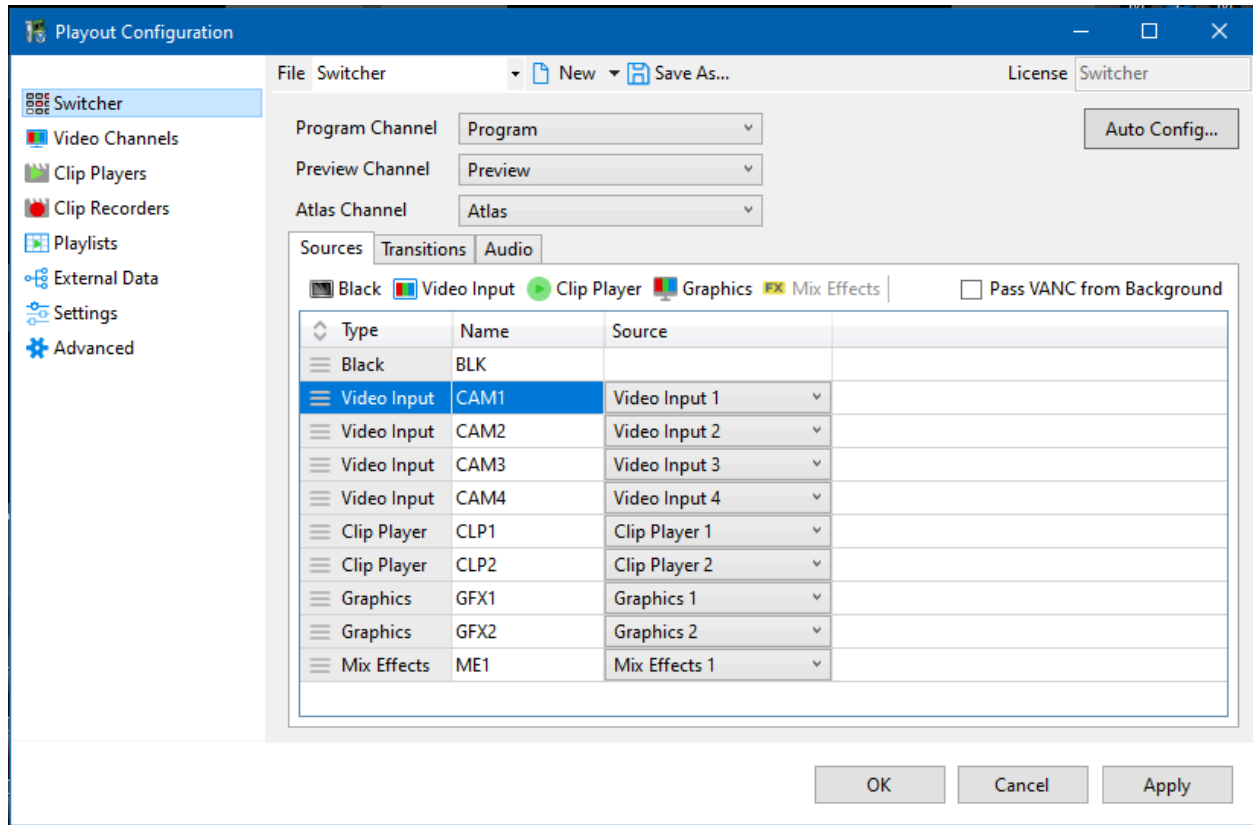 Playout Configuration
File Switcher New Save As... License Switcher
Switcher
Video Channels
Clip Players
Clip Recorders
Playlists
External Data
Settings
Advanced
Program Channel Program Auto Config...
Preview Channel Preview
Atlas Channel Atlas
Sources Transitions Audio
Black Video Input Clip Player Graphics FX Mix Effects Pass VANC from Background
Type Name Source
Black BLK
Video Input CAM1 Video Input 1
Video Input CAM2 Video Input 2
Video Input CAM3 Video Input 3
Video Input CAM4 Video Input 4
Clip Player CLP1 Clip Player 1
Clip Player CLP2 Clip Player 2
Graphics GFX1 Graphics 1
Graphics GFX2 Graphics 2
Mix Effects ME1 Mix Effects 1
OK Cancel Apply